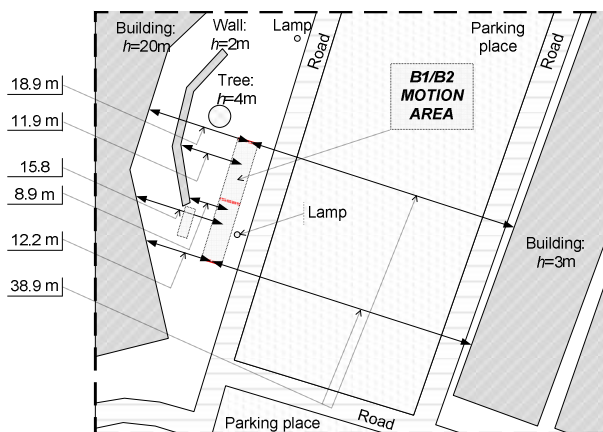 Building:
h=20m
Wall:
h=2m
Lamp
Road
Parking
place
Road
Tree:
h=4m
B1/B2
MOTION
AREA
18.9 m
11.9 m
15.8
8.9 m
12.2 m
38.9 m
Lamp
Building:
h=3m
Road
Parking place